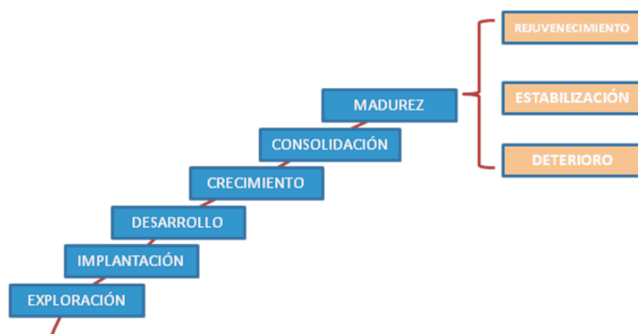 REJUVENECIMIENTO
MADUREZ
ESTABILIZACIÓN
CONSOLIDACIÓN
DETERIORO
CRECIMIENTO
DESARROLLO
IMPLANTACIÓN
EXPLORACIÓN